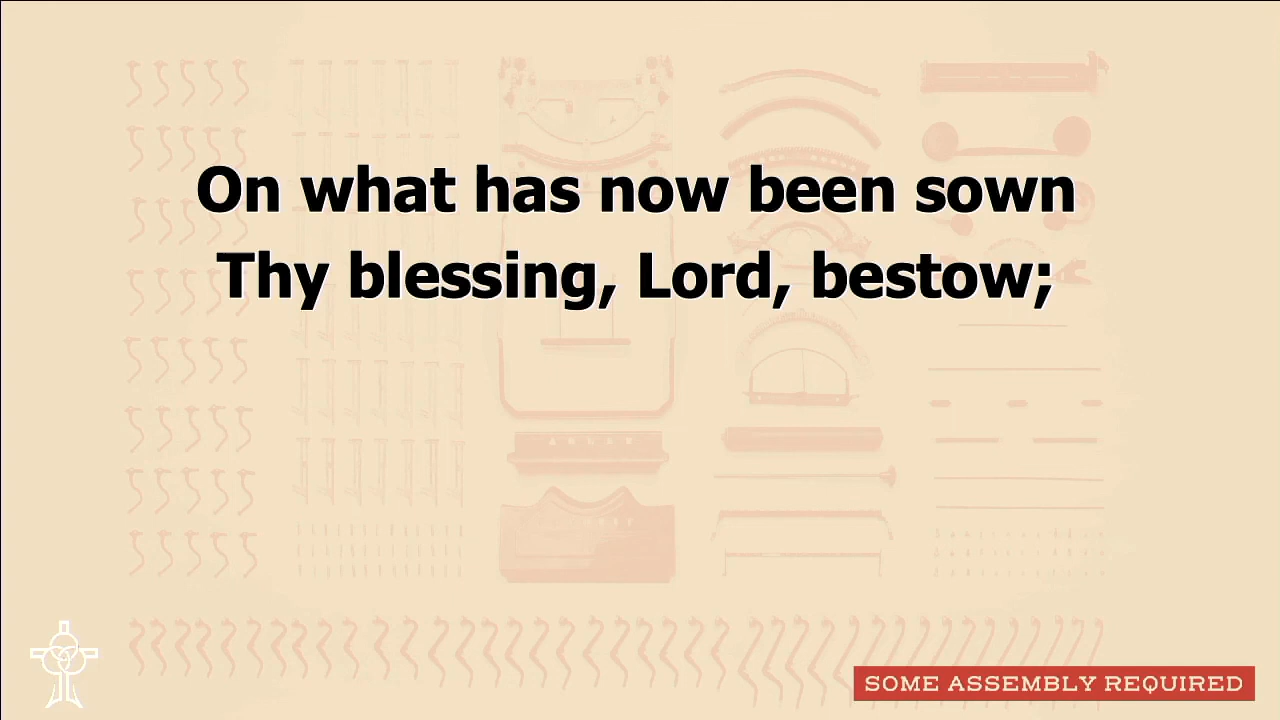 On what has now been sown
Thy blessing, Lord, bestow;
SOME ASSEMBLY REQUIRED